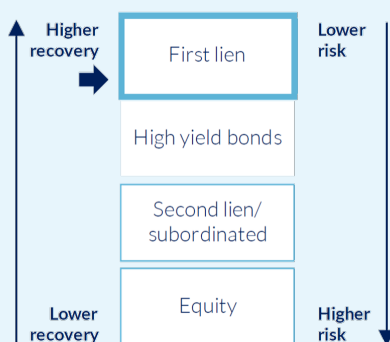 Higher
recovery
First lien
Lower
risk
High yield bonds
Second lien/
subordinated
Lower
recovery
Equity
Higher
risk